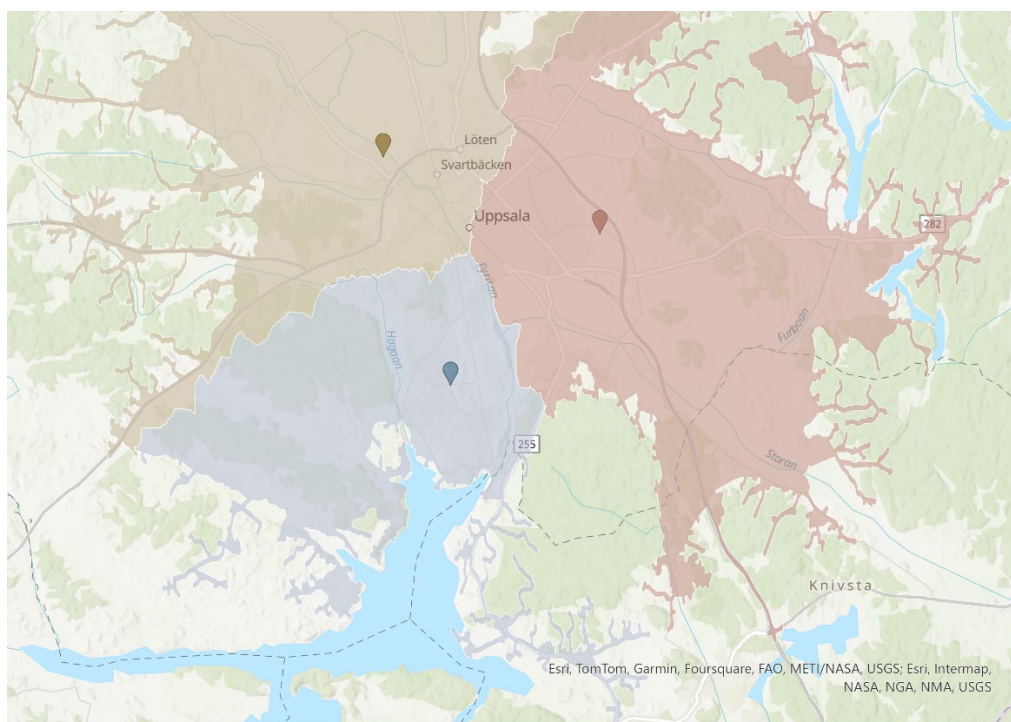 Löten
Svartbäcken
Uppsala
282
Fyrisån
Hågaån
Funboån
255
Storån
Knivsta
Esri, TomTom, Garmin, Foursquare, FAO, METI/NASA, USGS; Esri, Intermap,
NASA, NGA, NMA, USGS